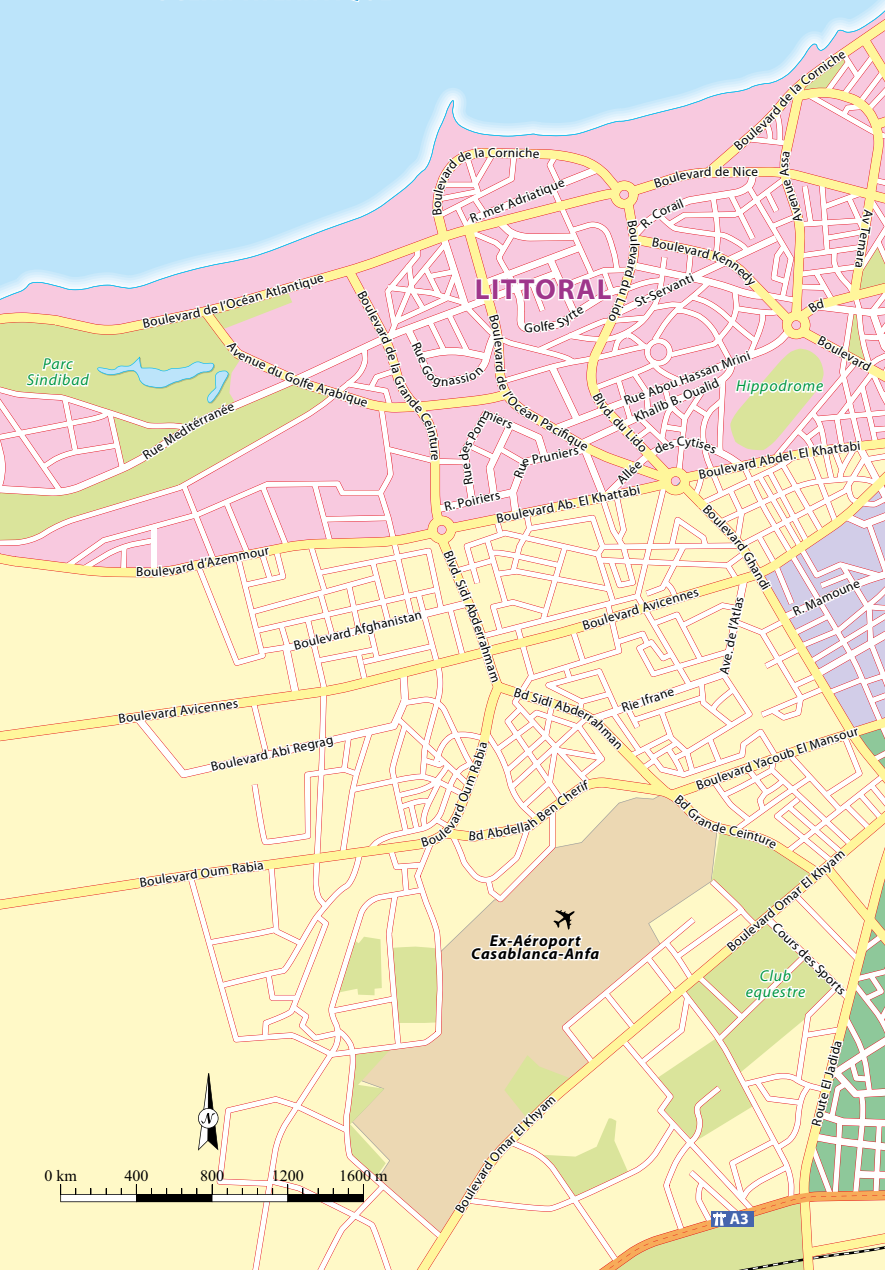 Boulevard de la Corniche
Boulevard de la Corniche
Boulevard de Nice
Avenue Assa
R. mer Adriatique
R. Corail
Av Temara
Boulevard Kennedy
Boulevard du Lido
LITTORAL
St-Servanti
Boulevard de l'Océan Atlantique
Bd
Golfe Syrte
Boulevard
Parc
Sindibad
Avenue du Golfe Arabique
Boulevard de la Grande Ceinture
Rue Gognassion
Boulevard de l'Océan Pacifique
Rue Abou Hassan Mrini
Khalib B. Oualid
Hippodrome
Rue Meditérranée
Rue des Pommiers
Blvd. du Lido
Rue Pruniers
Allée des Cytises
Boulevard Abdel. El Khattabi
R. Poiriers
Boulevard Ab. El Khattabi
Boulevard Ghandi
Boulevard d'Azemmour
Blvd. Sidi Abderrahmam
R. Mamoune
Boulevard Avicennes
Boulevard Afghanistan
Ave. de l'Atlas
Rie Ifrane
Bd Sidi Abderrahman
Boulevard Avicennes
Boulevard Abi Regrag
Boulevard Yacoub El Mansour
Boulevard Oum Rabia
Bd Abdellah Ben Cherif
Bd Grande Ceinture
Boulevard Oum Rabia
Boulevard Omar El Khyam
Ex-Aéroport
Casablanca-Anfa
Cours des Sports
Club
equestre
Route El Jadida
Boulevard Omar El Khyam
N
0 km 400 800 1200 1600 m
A3